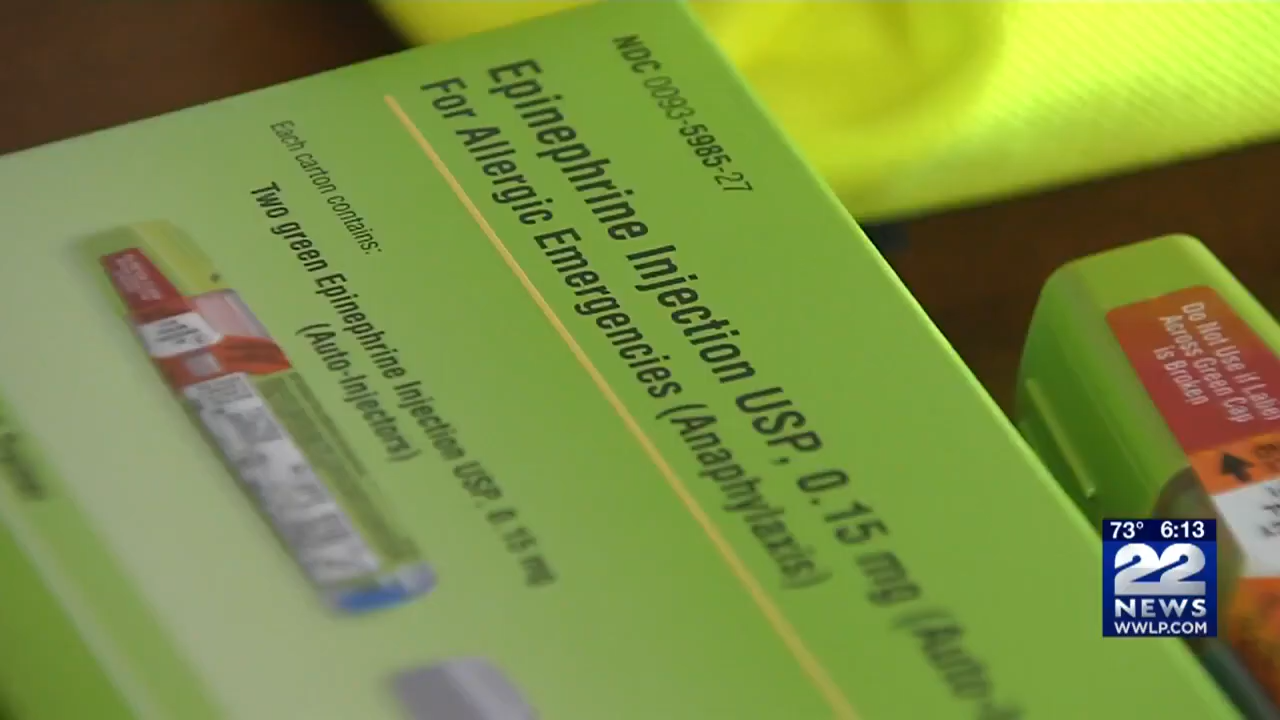 NDC 0093-5985-27
Epinephrine Injection USP, 0.15 mg (Auto-
For Allergic Emergencies (Anaphylaxis)
Each carton contains:
Two green Epinephrine Injection USP, 0.15 mg
(Auto-Injectors)
Do Not Use if Label
Across Green Cap
is Broken
73° 6:13
22
NEWS
WWLP.COM